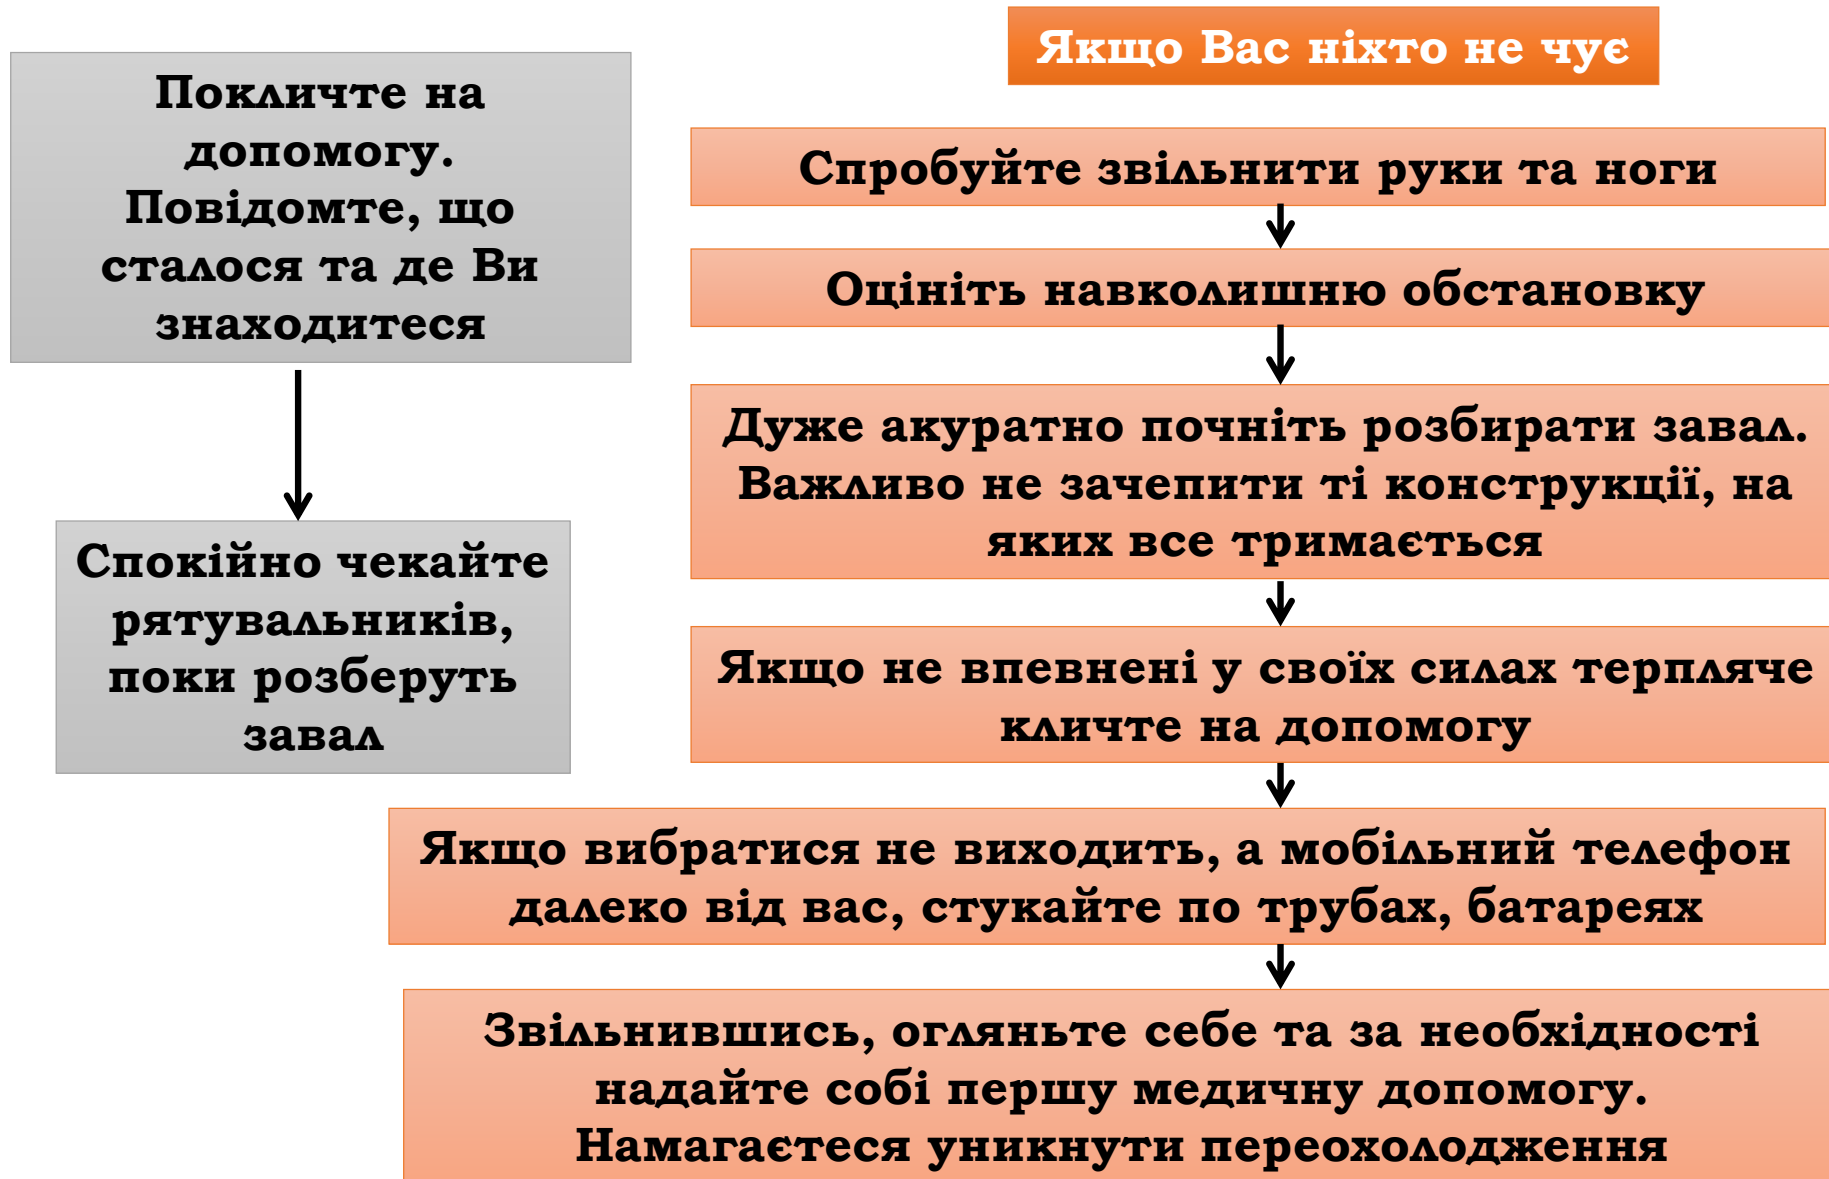 Покличте на
допомогу.
Повідомте, що
сталося та де Ви
знаходитеся
Спокійно чекайте
рятувальників,
поки розберуть
завал
Якщо Вас ніхто не чує
Спробуйте звільнити руки та ноги
Оцініть навколишню обстановку
Дуже акуратно почніть розбирати завал.
Важливо не зачепити ті конструкції, на
яких все тримається
Якщо не впевнені у своїх силах терпляче
кличте на допомогу
Якщо вибратися не виходить, а мобільний телефон
далеко від вас, стукайте по трубах, батареях
Звільнившись, огляньте себе та за необхідності
надайте собі першу медичну допомогу.
Намагаєтеся уникнути переохолодження